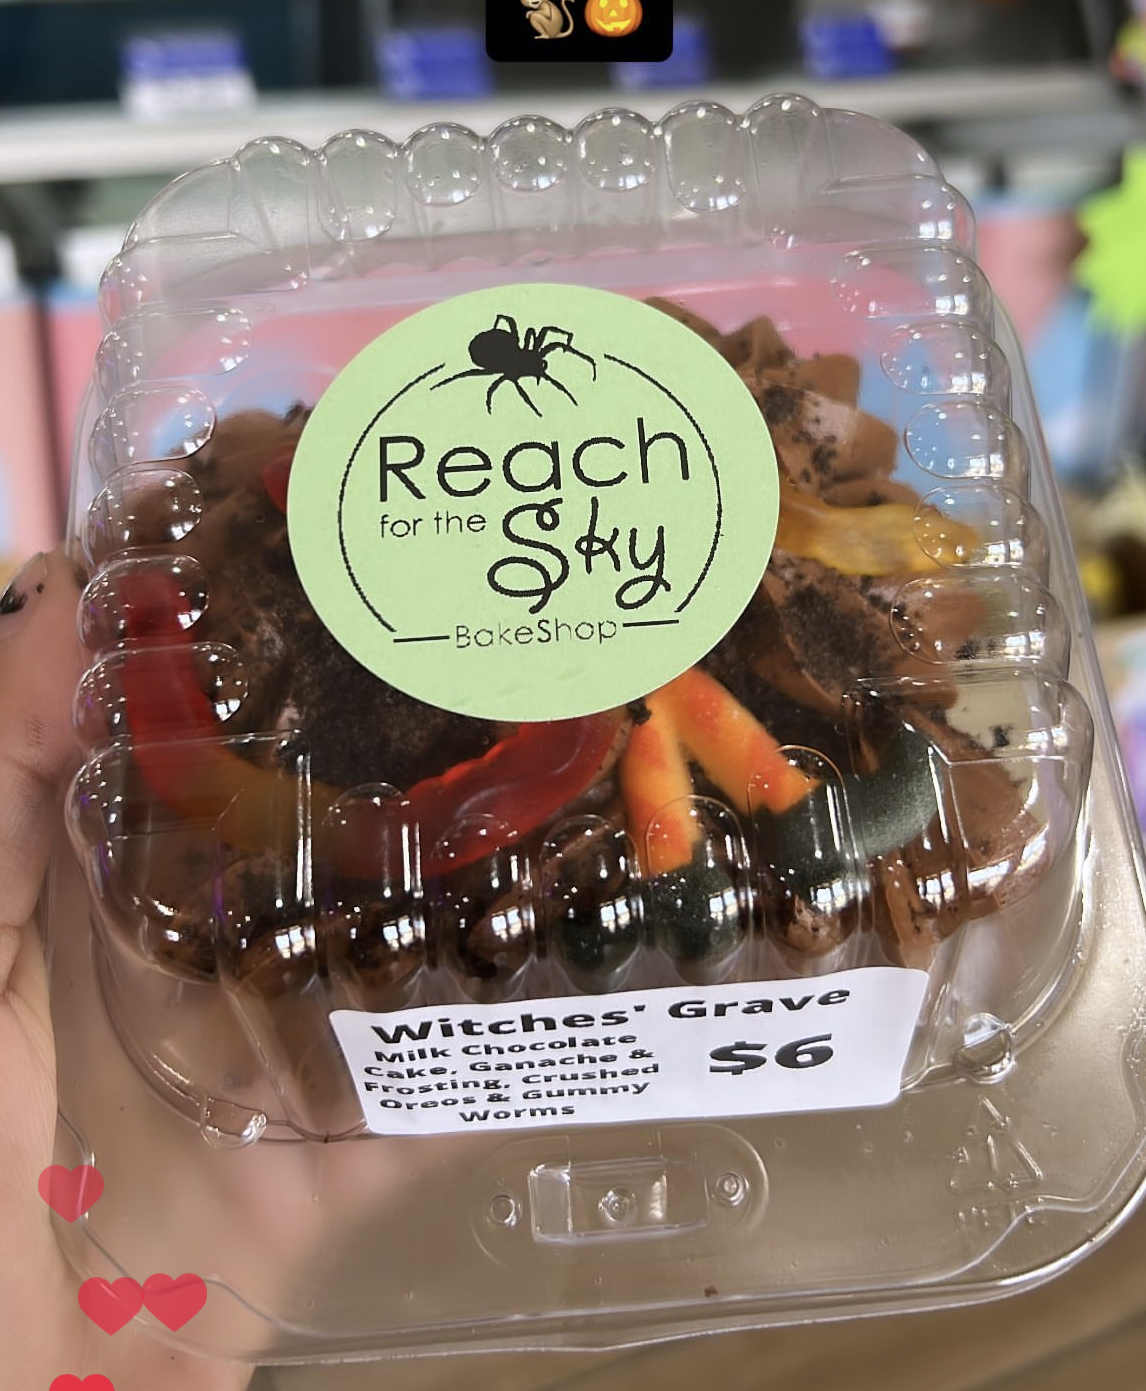 Reach
for the Sky
BakeShop
Witches' Grave
Milk Chocolate
Cake, Ganache &
Frosting, Crushed
Oreos & Gummy
Worms
$6